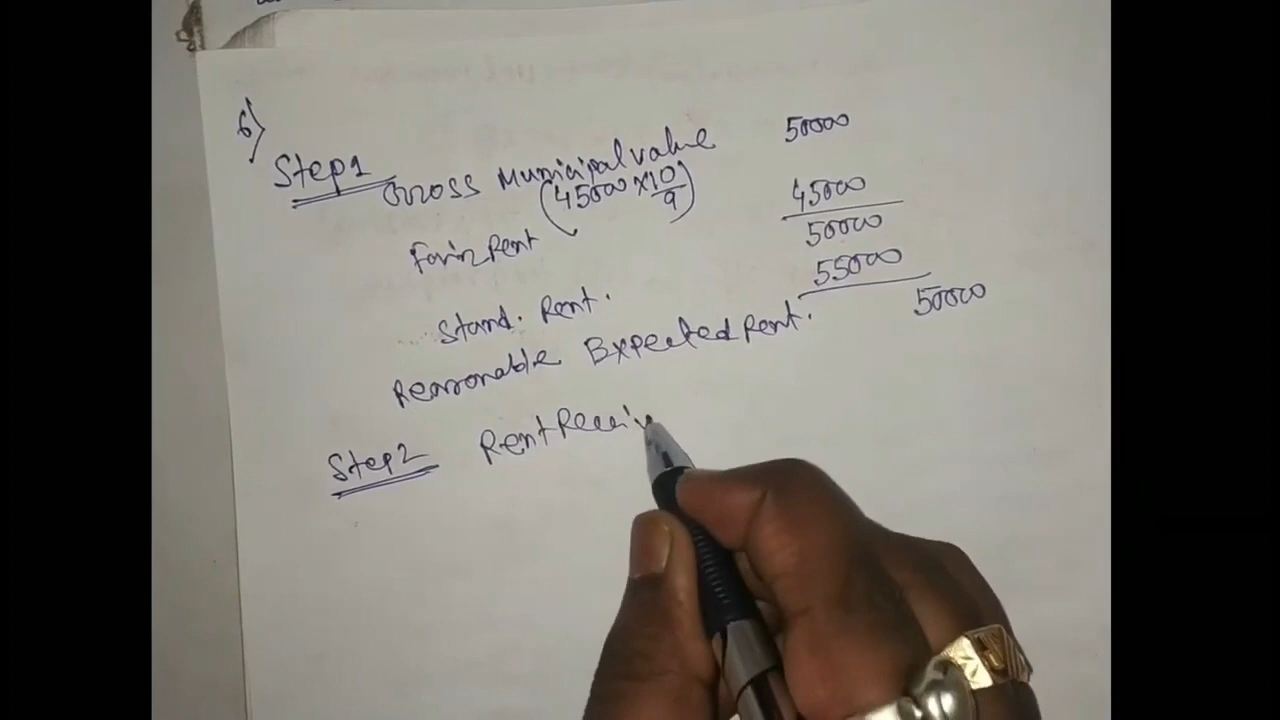 6)
Step1
Gross Municipal value 50000
(45000 × 10/9)
Fair Rent 45000
50000
Stand. Rent. 55000
Reasonable Expected Rent. 50000
Step2 Rent Receiv